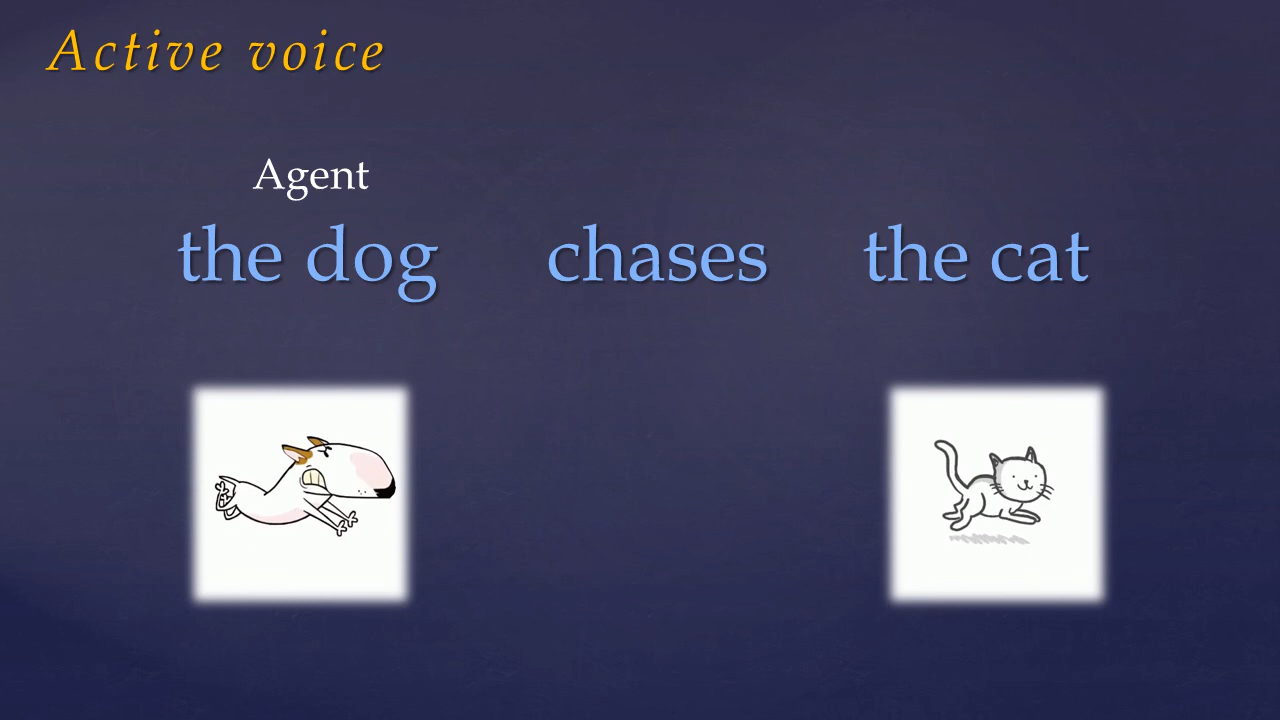 Active voice
Agent
the dog chases the cat